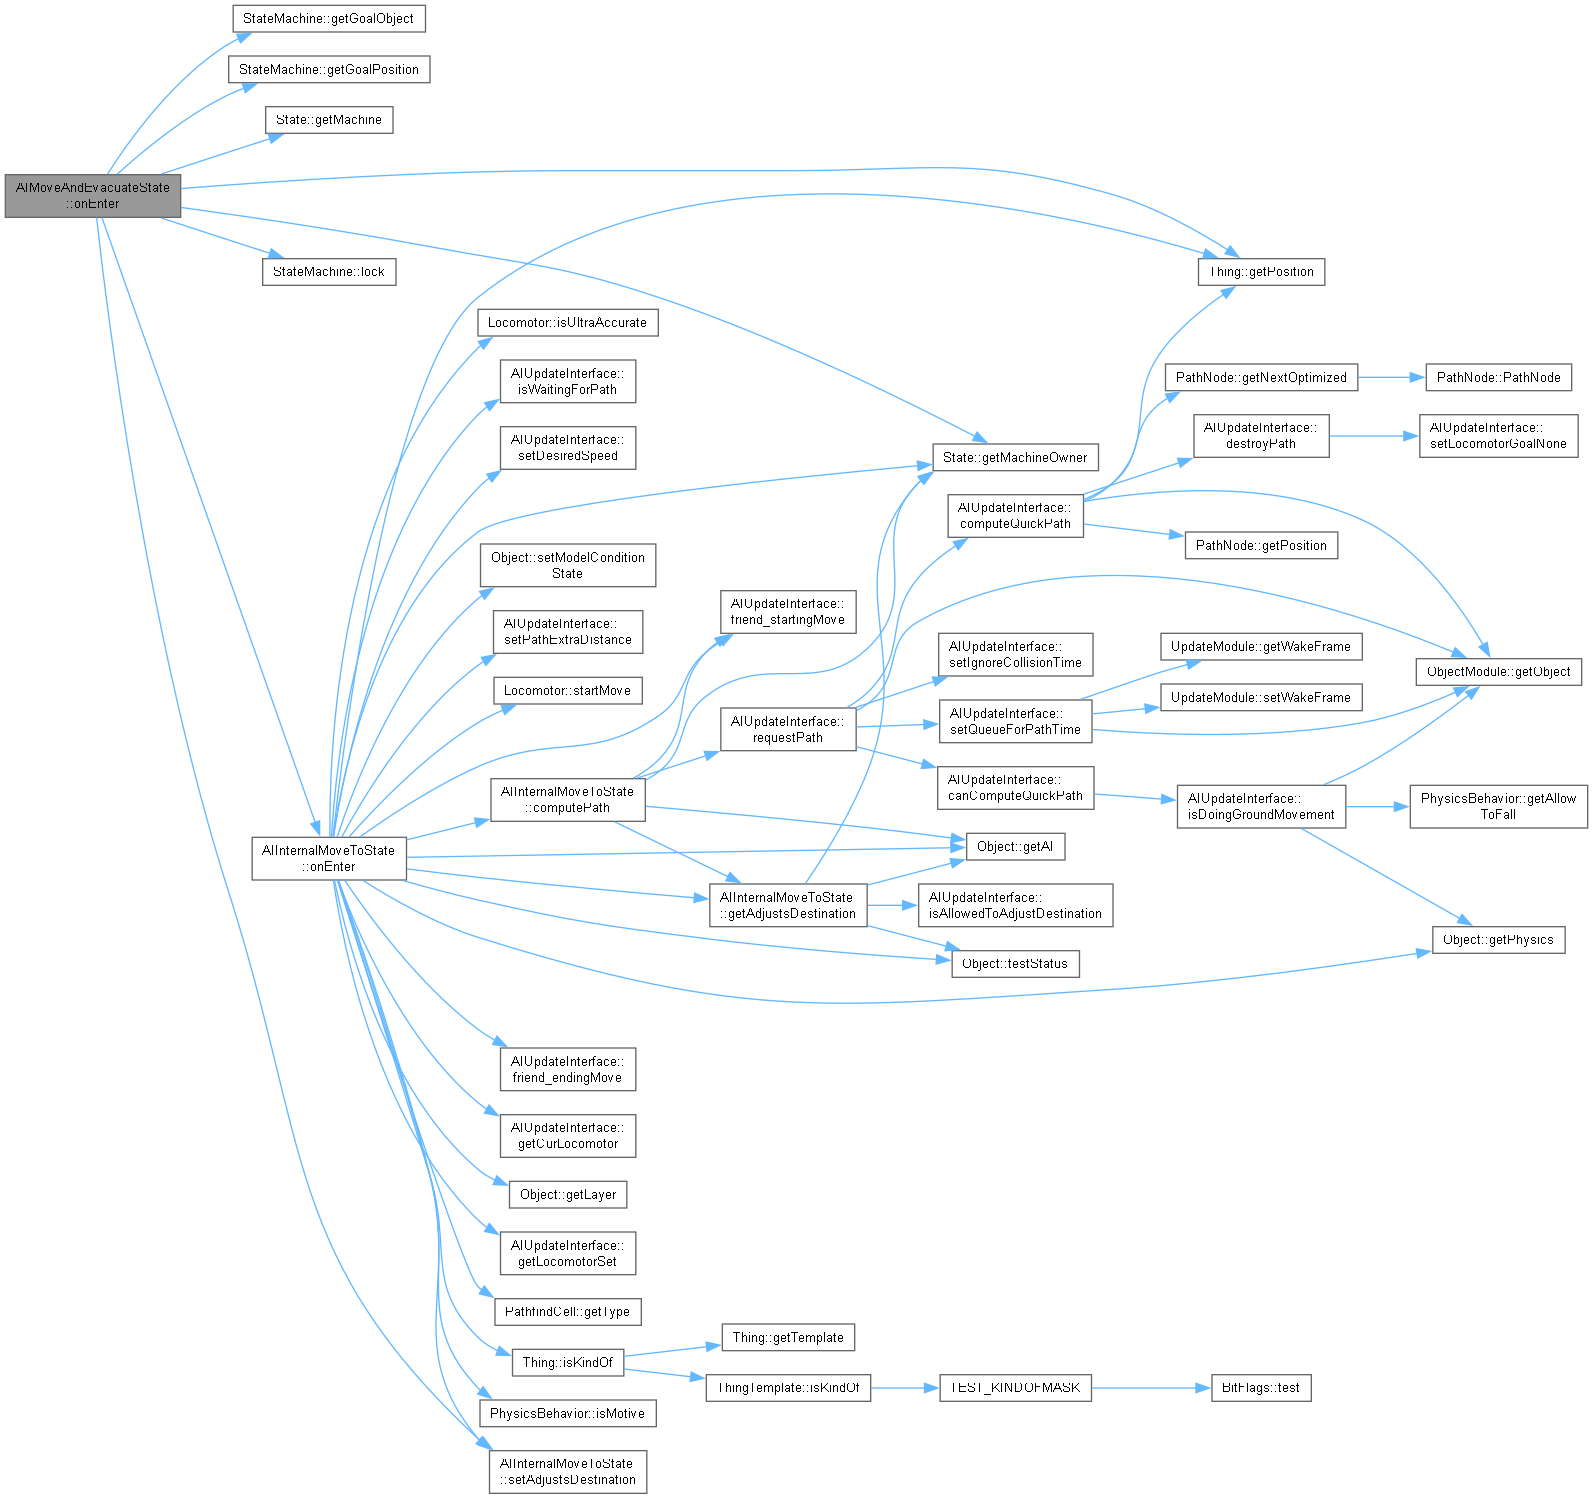 StateMachine::getGoalObject
StateMachine::getGoalPosition
State::getMachine
AIMoveAndEvacuateState
::onEnter
StateMachine::lock
Thing::getPosition
Locomotor::isUltraAccurate
AIUpdateInterface::
isWaitingForPath
PathNode::getNextOptimized
PathNode::PathNode
AIUpdateInterface::
setDesiredSpeed
AIUpdateInterface::
destroyPath
AIUpdateInterface::
setLocomotorGoalNone
State::getMachineOwner
AIUpdateInterface::
computeQuickPath
PathNode::getPosition
Object::setModelCondition
State
AIUpdateInterface::
setPathExtraDistance
AIUpdateInterface::
friend_startingMove
AIUpdateInterface::
setIgnoreCollisionTime
UpdateModule::getWakeFrame
ObjectModule::getObject
Locomotor::startMove
UpdateModule::setWakeFrame
AIUpdateInterface::
requestPath
AIUpdateInterface::
setQueueForPathTime
AIInternalMoveToState
::computePath
AIUpdateInterface::
canComputeQuickPath
AIUpdateInterface::
isDoingGroundMovement
PhysicsBehavior::getAllow
ToFall
AIInternalMoveToState
::onEnter
Object::getAI
AIInternalMoveToState
::getAdjustsDestination
AIUpdateInterface::
isAllowedToAdjustDestination
Object::getPhysics
Object::testStatus
AIUpdateInterface::
friend_endingMove
AIUpdateInterface::
getCurLocomotor
Object::getLayer
AIUpdateInterface::
getLocomotorSet
PathfindCell::getType
Thing::isKindOf
Thing::getTemplate
ThingTemplate::isKindOf
TEST_KINDOFMASK
BitFlags::test
PhysicsBehavior::isMotive
AIInternalMoveToState
::setAdjustsDestination